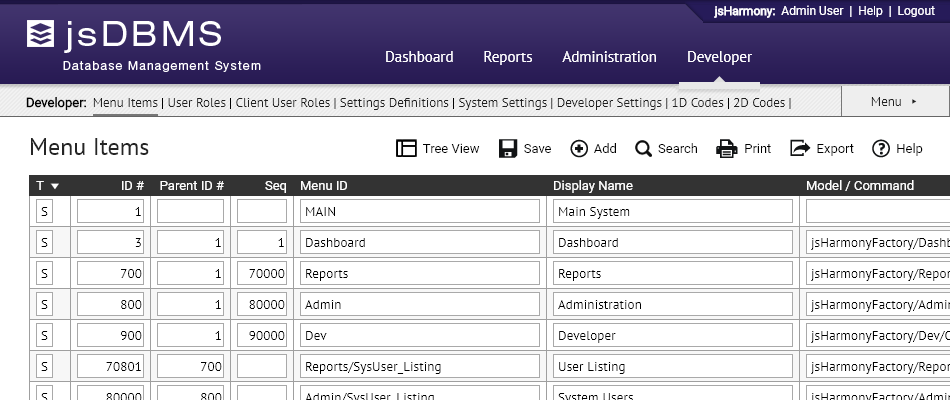 jsHarmony: Admin User | Help | Logout
jsDBMS
Database Management System
Dashboard Reports Administration Developer
Developer: Menu Items | User Roles | Client User Roles | Settings Definitions | System Settings | Developer Settings | 1D Codes | 2D Codes |
Menu
Menu Items
Tree View Save Add Search Print Export Help
T ID # Parent ID # Seq Menu ID Display Name Model / Command
S 1 MAIN Main System
S 3 1 1 Dashboard Dashboard jsHarmonyFactory/Dashb
S 700 1 70000 Reports Reports jsHarmonyFactory/Repor
S 800 1 80000 Admin Administration jsHarmonyFactory/Admin
S 900 1 90000 Dev Developer jsHarmonyFactory/Dev/
S 70801 700 Reports/SysUser_Listing User Listing jsHarmonyFactory/Repor
S 80000 800 Admin/SysUser_Listing System Users jsHarmonyFactory/Admin